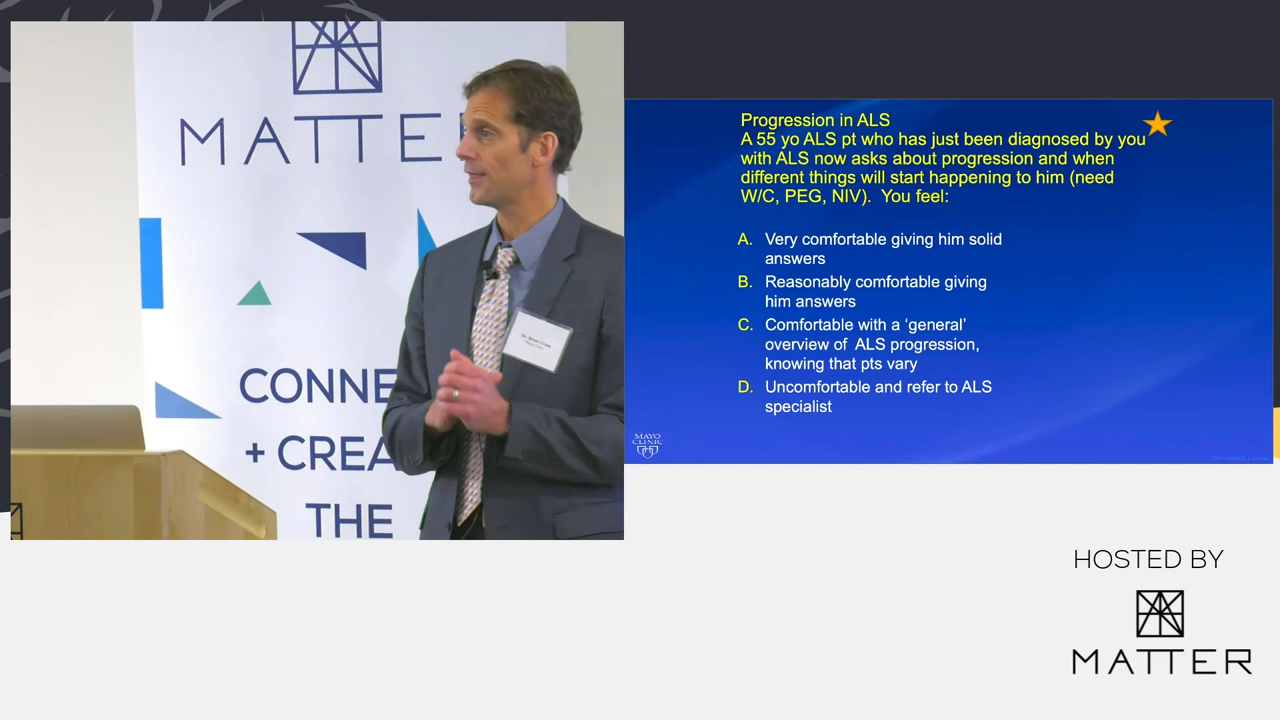 MATTE
CONNE
+ CREA
THE
Progression in ALS
A 55 yo ALS pt who has just been diagnosed by you
with ALS now asks about progression and when
different things will start happening to him (need
W/C, PEG, NIV). You feel:
A. Very comfortable giving him solid
answers
B. Reasonably comfortable giving
him answers
C. Comfortable with a ‘general’
overview of ALS progression,
knowing that pts vary
D. Uncomfortable and refer to ALS
specialist
MAYO
CLINIC
HOSTED BY
MATTER